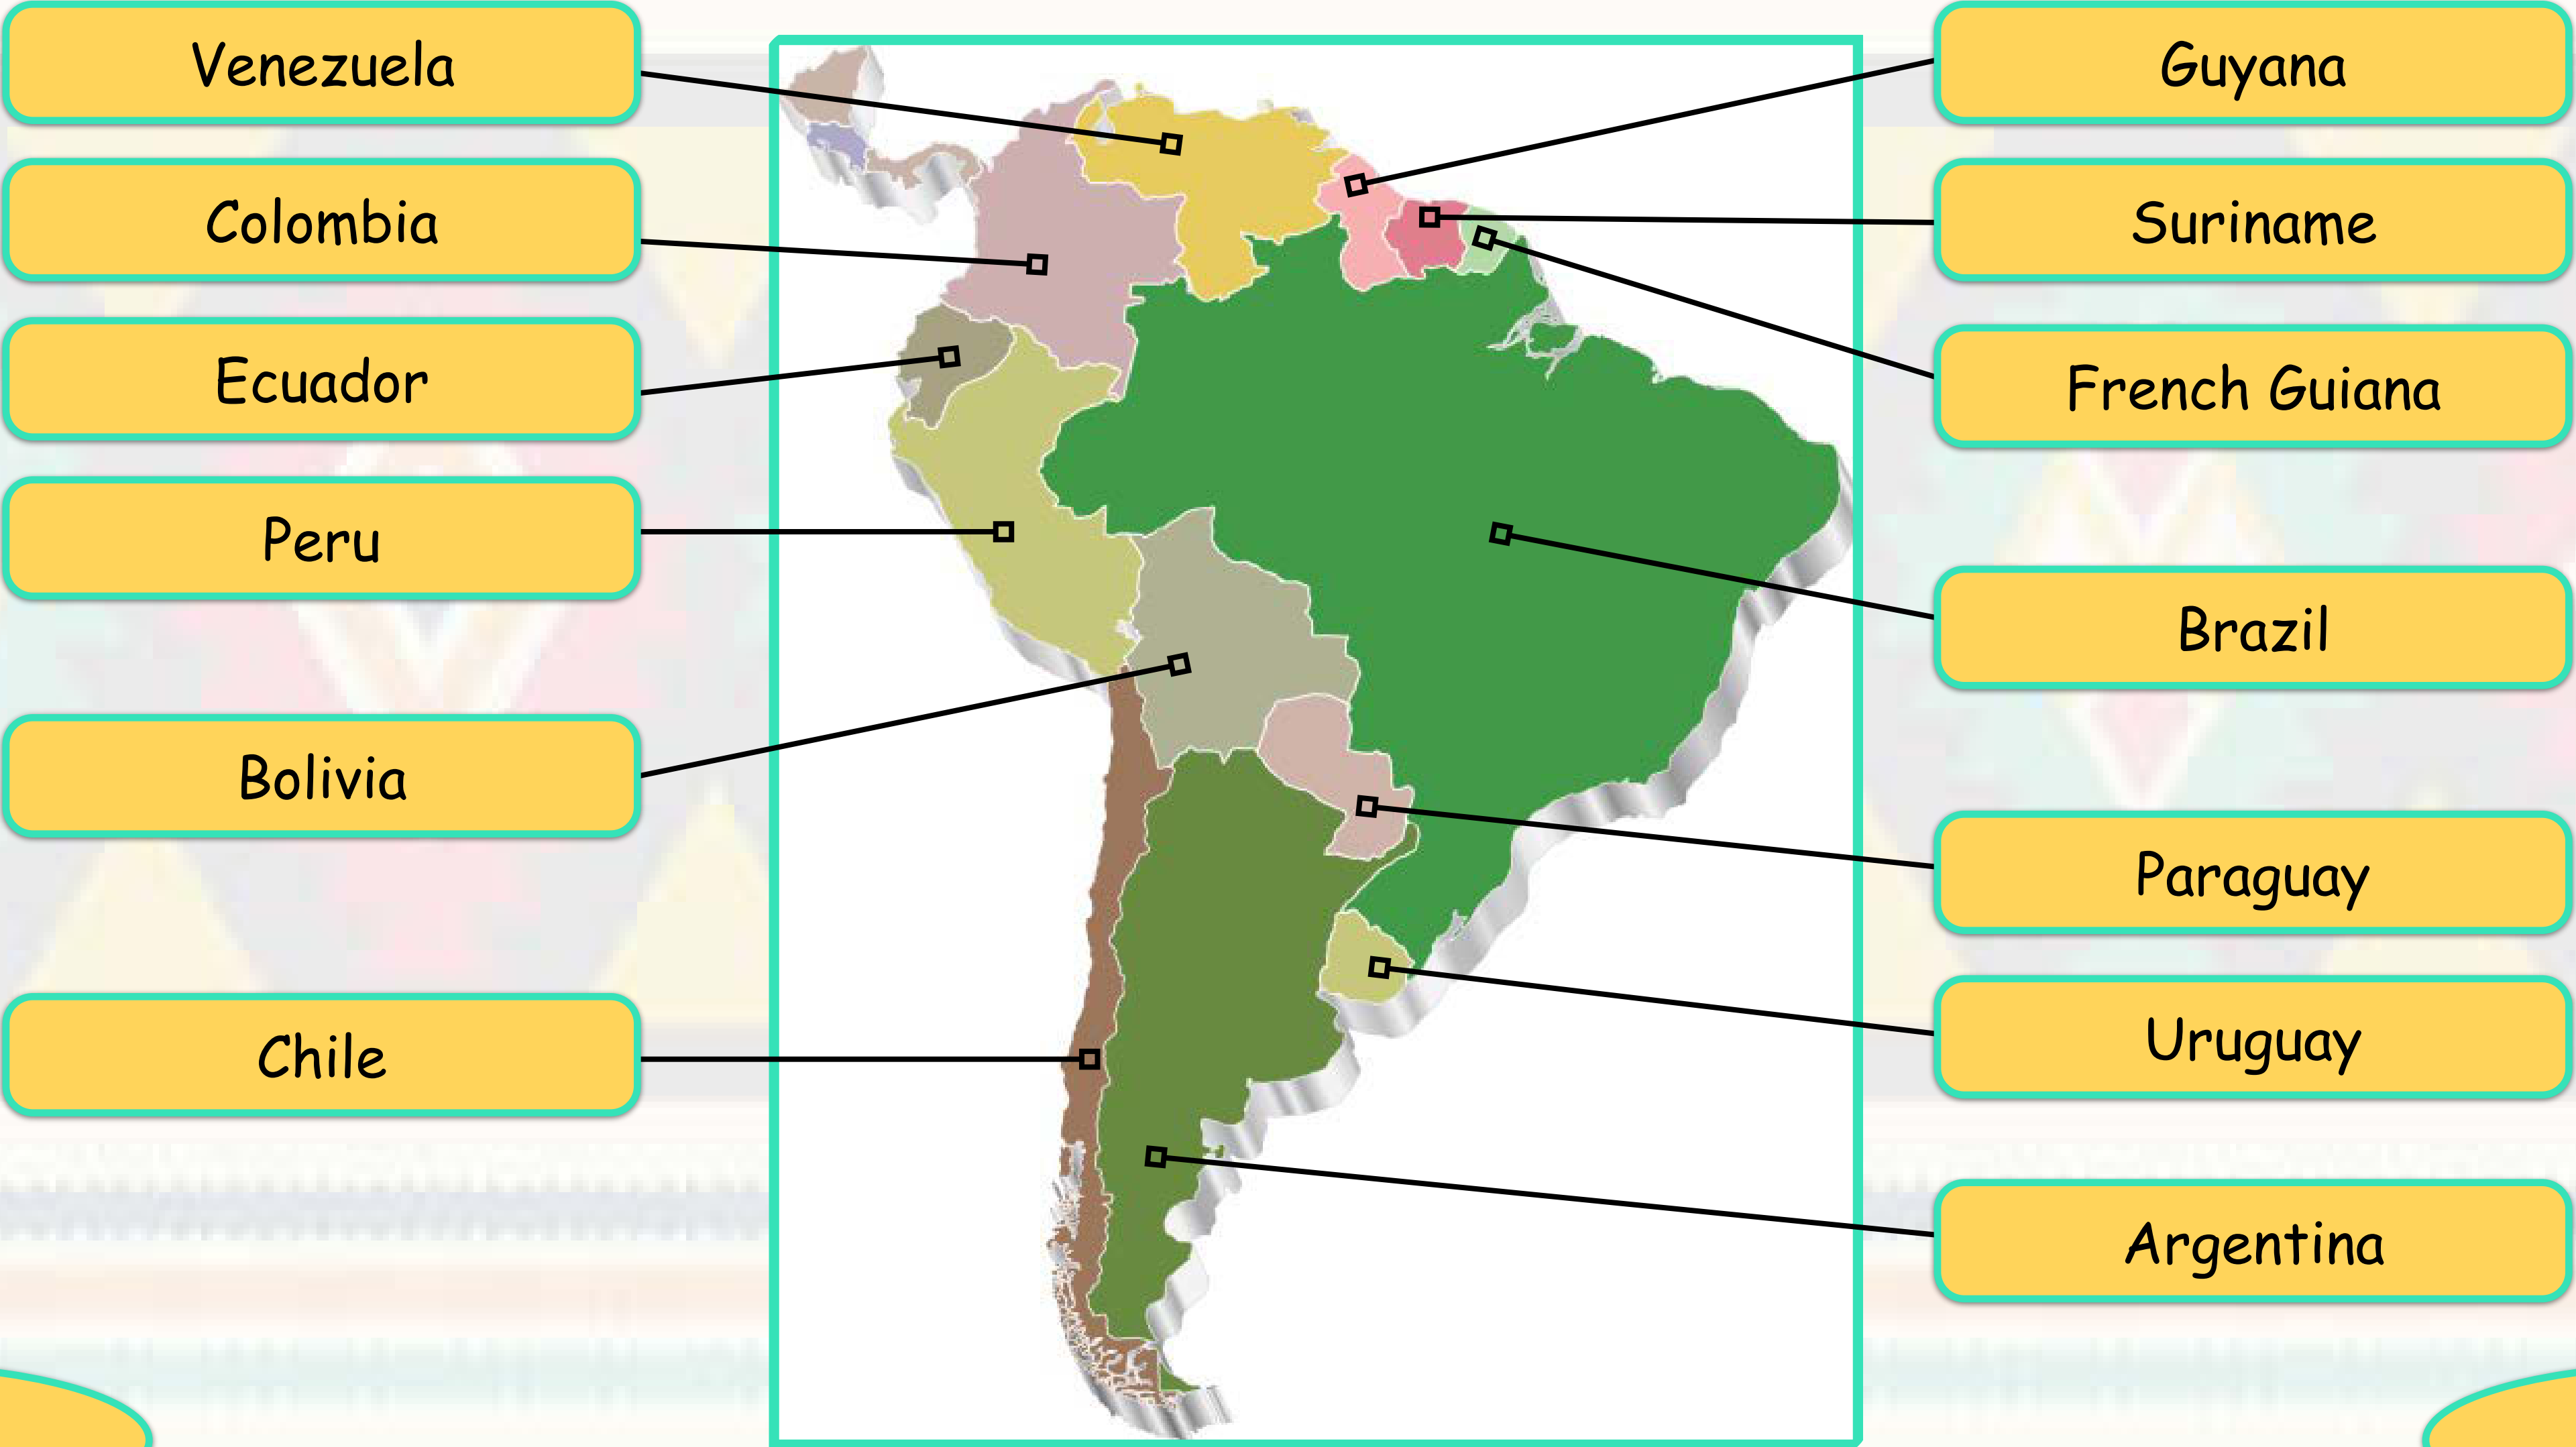 Venezuela
Colombia
Ecuador
Peru
Bolivia
Chile
Guyana
Suriname
French Guiana
Brazil
Paraguay
Uruguay
Argentina